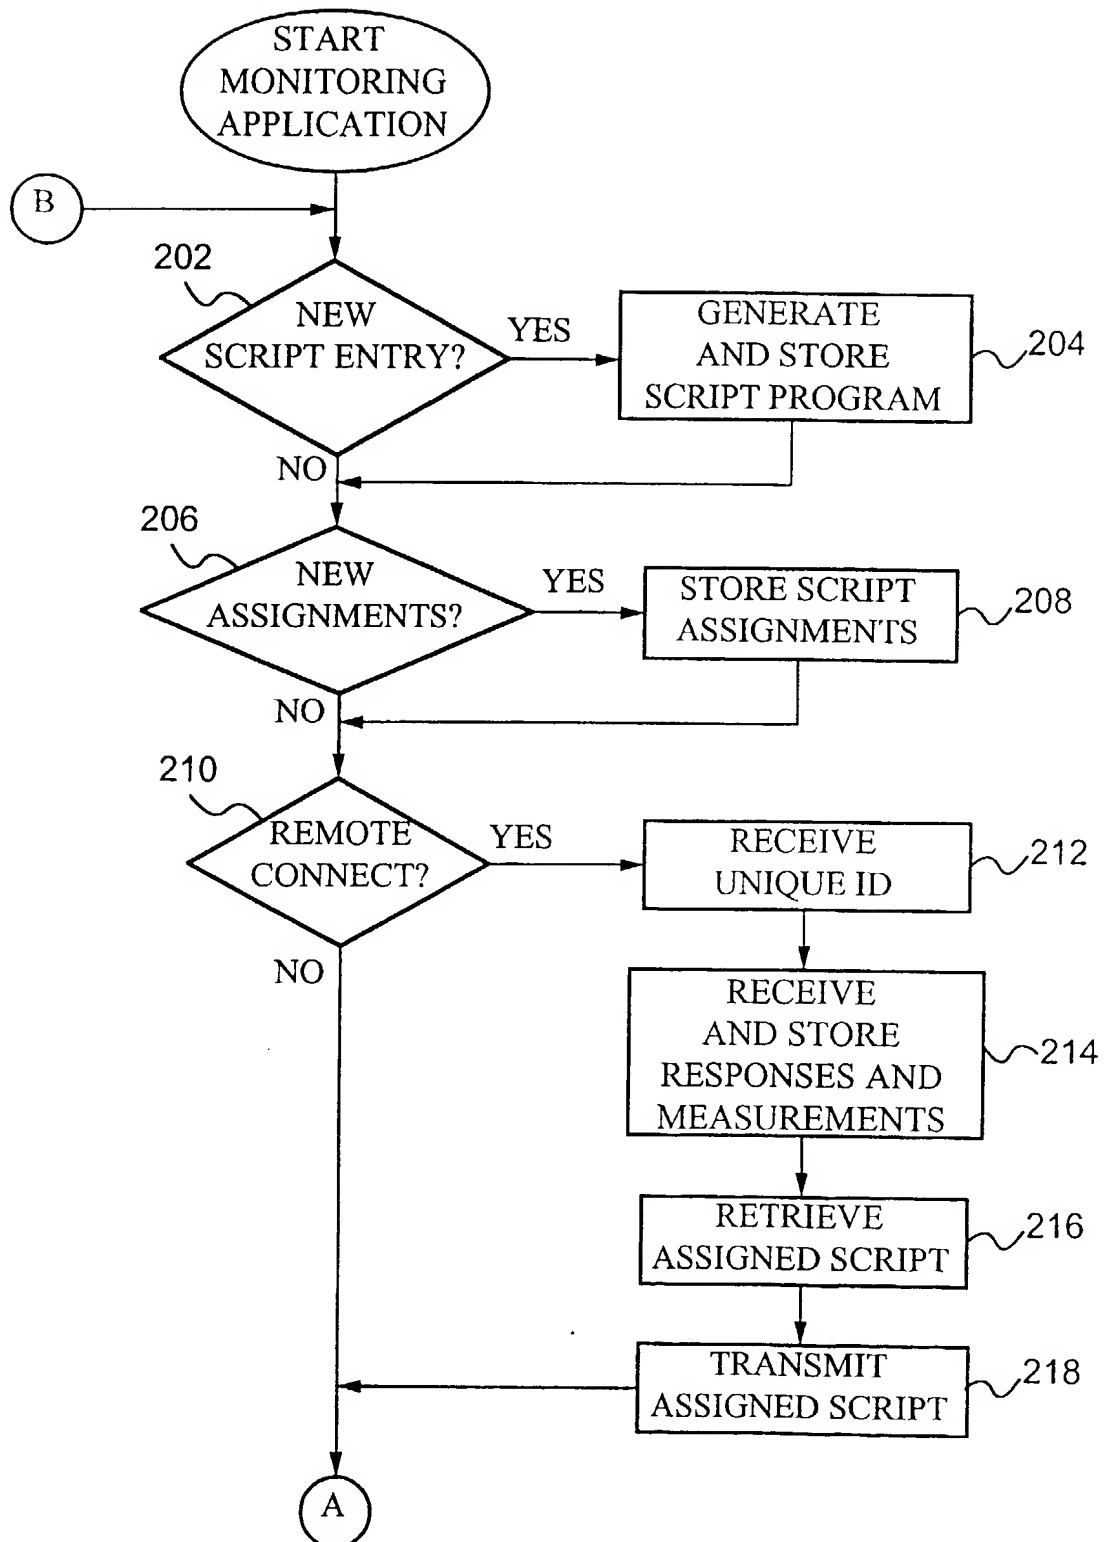 START
MONITORING
APPLICATION
B
202
NEW
SCRIPT ENTRY?
YES
GENERATE
AND STORE
SCRIPT PROGRAM
204
NO
206
NEW
ASSIGNMENTS?
YES
STORE SCRIPT
ASSIGNMENTS
208
NO
210
REMOTE
CONNECT?
YES
RECEIVE
UNIQUE ID
212
NO
RECEIVE
AND STORE
RESPONSES AND
MEASUREMENTS
214
RETRIEVE
ASSIGNED SCRIPT
216
TRANSMIT
ASSIGNED SCRIPT
218
A